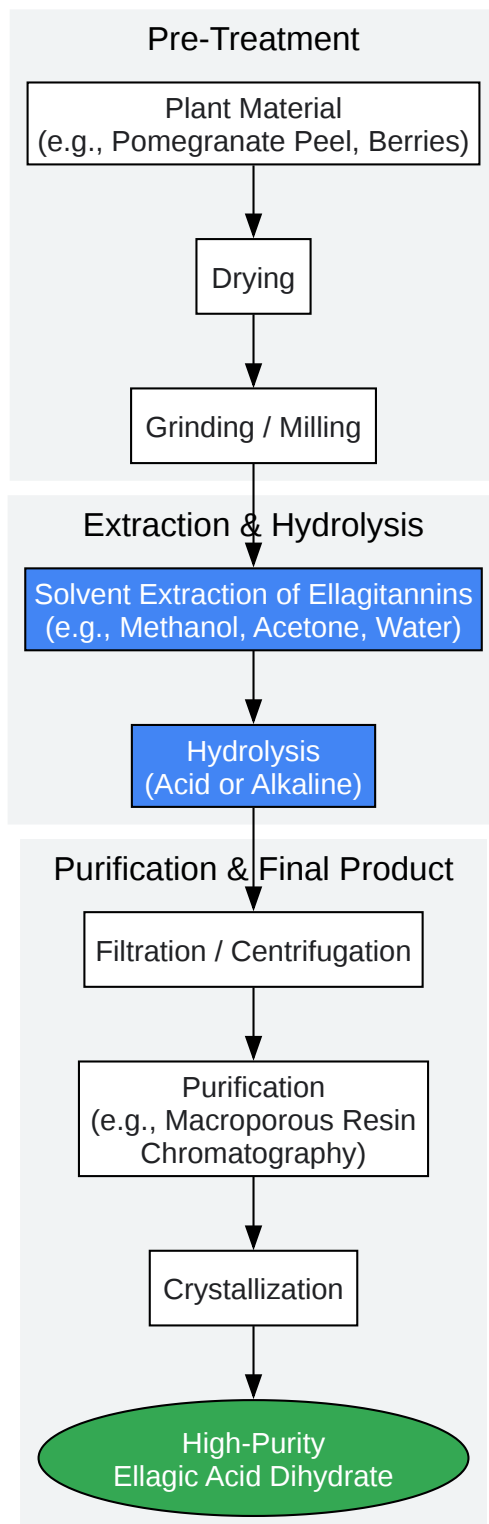 Pre-Treatment
Plant Material
(e.g., Pomegranate Peel, Berries)
Drying
Grinding / Milling
Extraction & Hydrolysis
Solvent Extraction of Ellagitannins
(e.g., Methanol, Acetone, Water)
Hydrolysis
(Acid or Alkaline)
Purification & Final Product
Filtration / Centrifugation
Purification
(e.g., Macroporous Resin
Chromatography)
Crystallization
High-Purity
Ellagic Acid Dihydrate